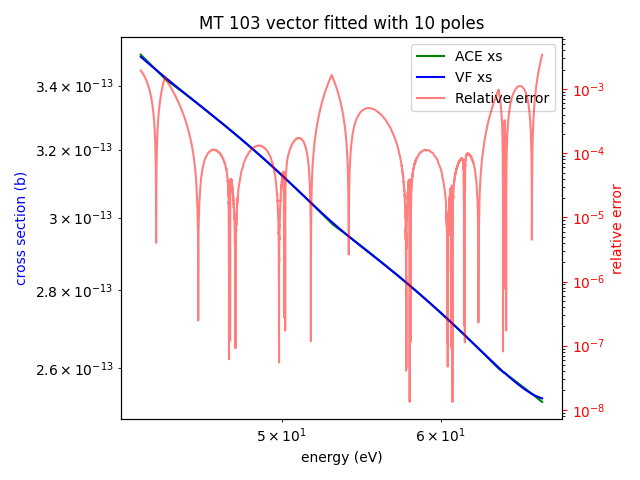 MT 103 vector fitted with 10 poles
ACE xs
VF xs
Relative error
3.4 × 10⁻¹³
3.2 × 10⁻¹³
3 × 10⁻¹³
2.8 × 10⁻¹³
2.6 × 10⁻¹³
cross section (b)
10⁻³
10⁻⁴
10⁻⁵
10⁻⁶
10⁻⁷
10⁻⁸
relative error
5 × 10¹
6 × 10¹
energy (eV)